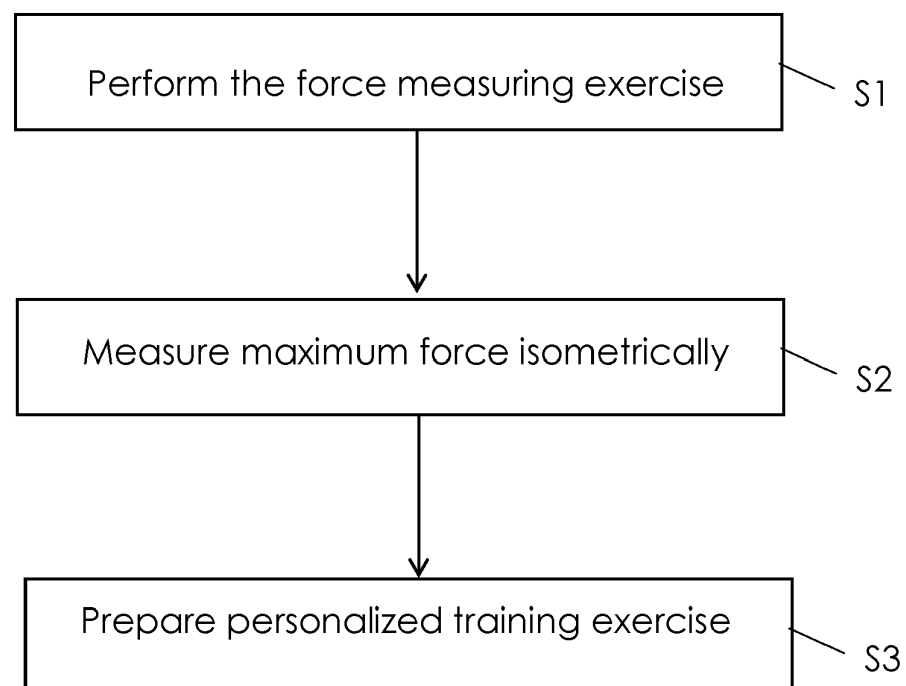 Perform the force measuring exercise
S1
Measure maximum force isometrically
S2
Prepare personalized training exercise
S3